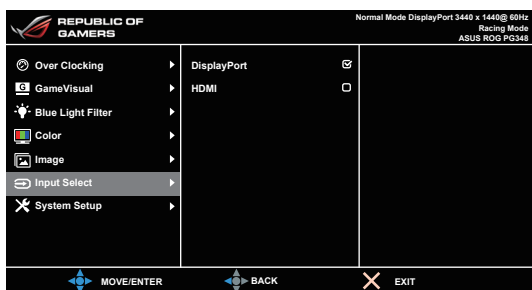 REPUBLIC OF
GAMERS
Normal Mode DisplayPort 3440 x 1440@ 60Hz
Racing Mode
ASUS ROG PG348
Over Clocking
G GameVisual
Blue Light Filter
Color
Image
Input Select
System Setup
DisplayPort
HDMI
MOVE/ENTER
BACK
EXIT